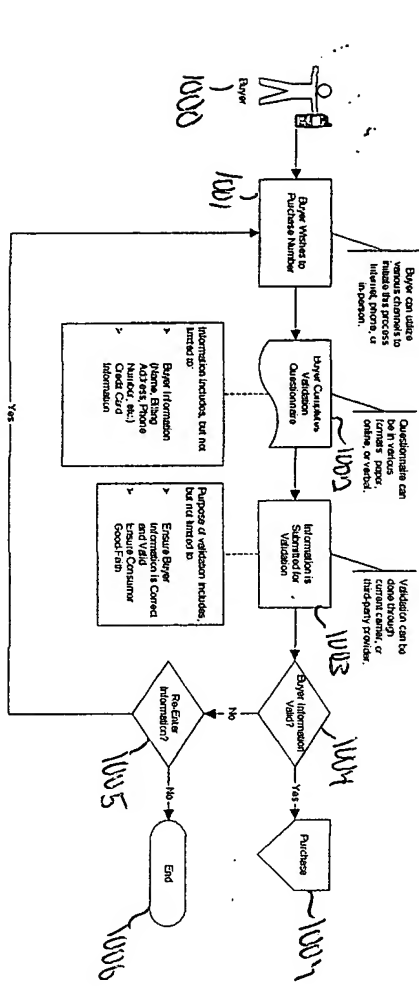 Buyer
1000
Buyer Wishes to
Purchase Number
1001
Buyer can utilize
various channels to
initiate this process
Internet, phone, or
in-person.
Buyer Completes
Validation
Questionnaire
1002
Questionnaire can
be in various
formats paper,
online, or verbal.
Information includes, but not
limited to:
➢ Buyer Information
(Name, Billing
Address, Phone
Number, etc.)
➢ Credit Card
Information
Information is
Submitted for
Validation
1003
Validation can be
done through
current carrier, or
third-party provider.
Purpose of validation includes,
but not limited to
➢ Ensure Buyer
Information is Correct
and Valid
➢ Ensure Consumer
Good Faith
Buyer Information
Valid?
1004
Yes
Purchase
No
Re-Enter
Information?
1005
No
End
1006
Yes